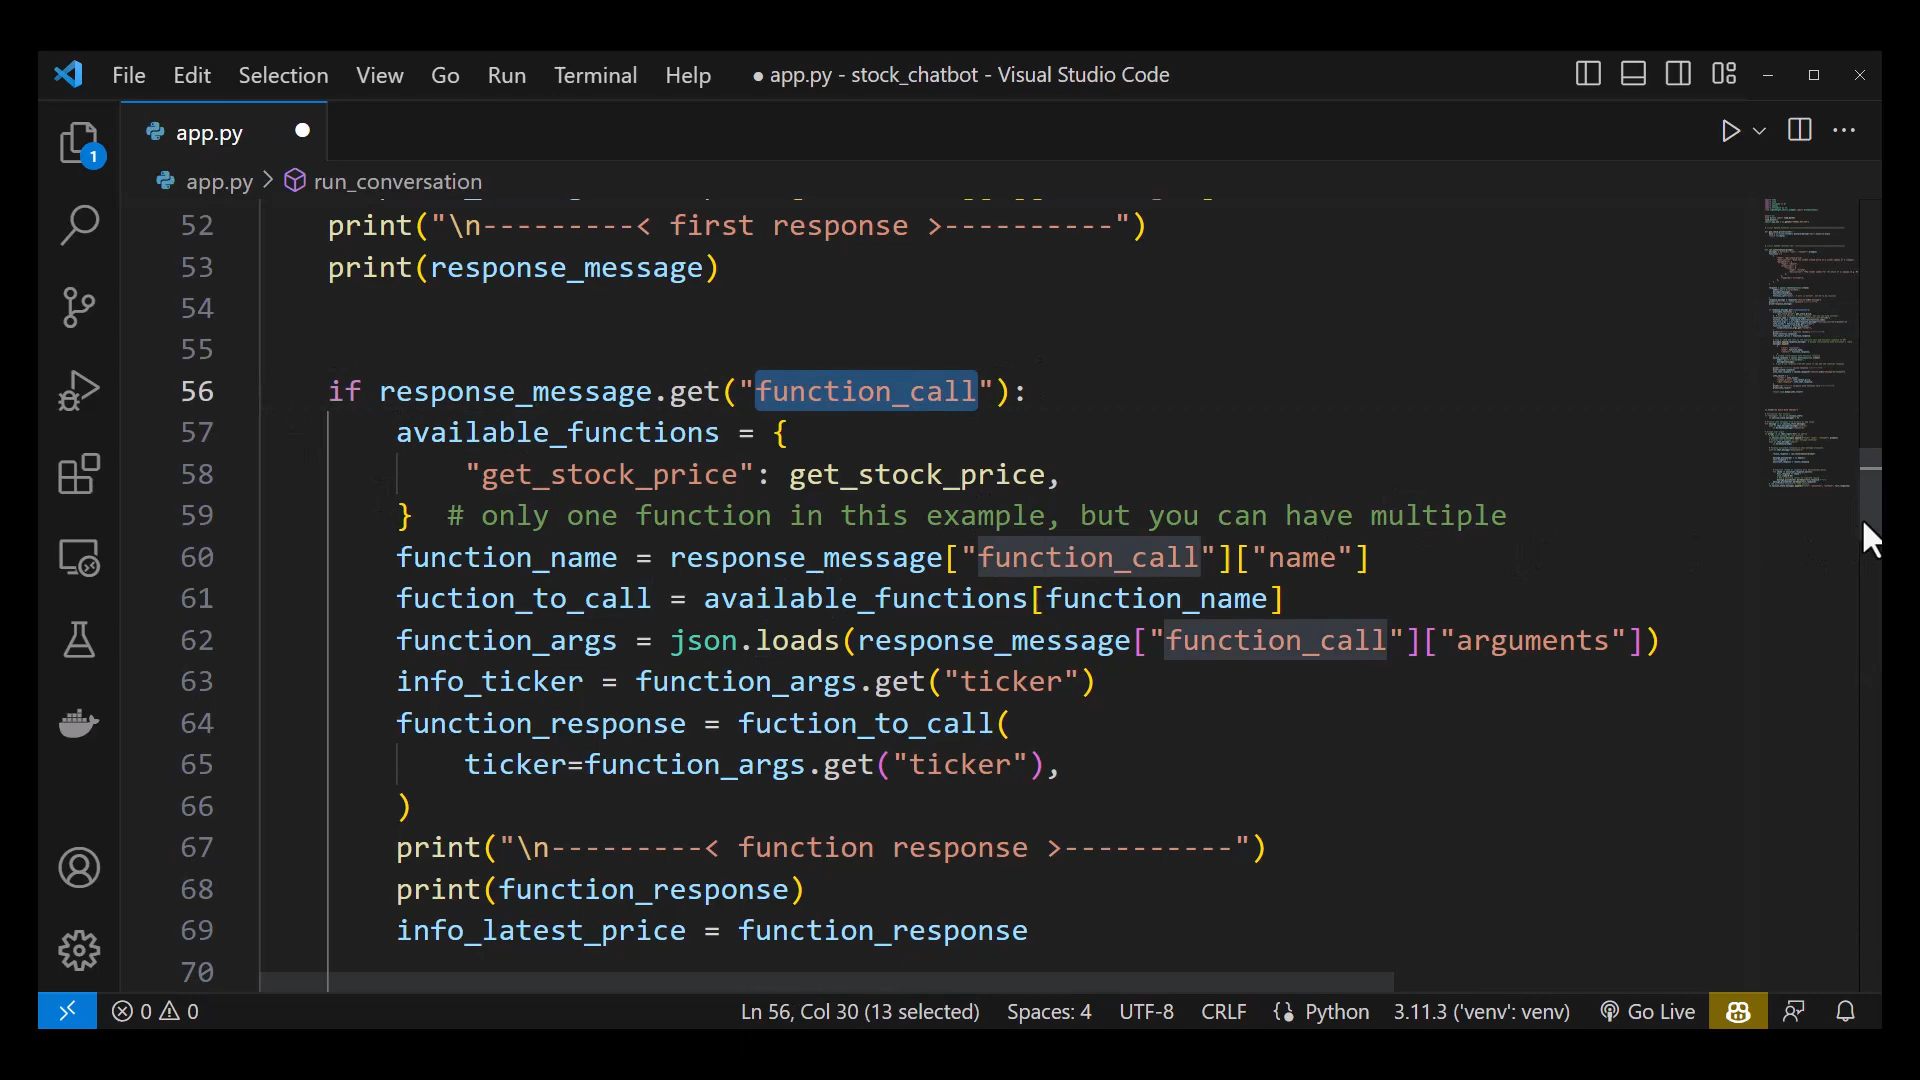 File Edit Selection View Go Run Terminal Help ● app.py - stock_chatbot - Visual Studio Code
app.py
1
app.py > run_conversation
52 print("\n---------< first response >----------")
53 print(response_message)
54
55
56 if response_message.get("function_call"):
57 available_functions = {
58 "get_stock_price": get_stock_price,
59 } # only one function in this example, but you can have multiple
60 function_name = response_message["function_call"]["name"]
61 fuction_to_call = available_functions[function_name]
62 function_args = json.loads(response_message["function_call"]["arguments"])
63 info_ticker = function_args.get("ticker")
64 function_response = fuction_to_call(
65 ticker=function_args.get("ticker"),
66 )
67 print("\n---------< function response >----------")
68 print(function_response)
69 info_latest_price = function_response
70
0 0 Ln 56, Col 30 (13 selected) Spaces: 4 UTF-8 CRLF Python 3.11.3 ('venv': venv) Go Live